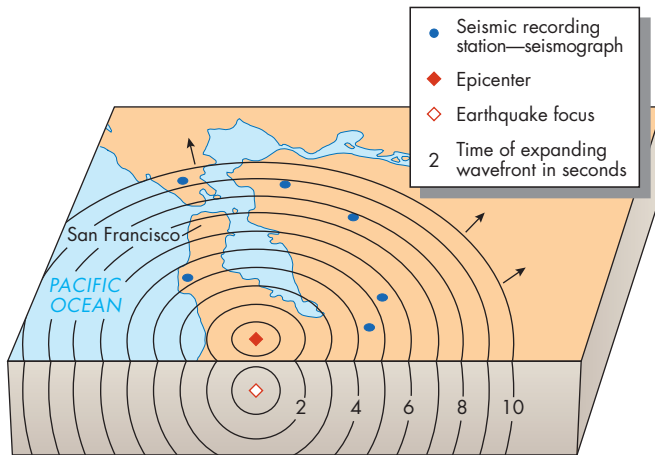 Seismic recording
station—seismograph
Epicenter
Earthquake focus
2 Time of expanding
wavefront in seconds
San Francisco
PACIFIC
OCEAN
2 4 6 8 10